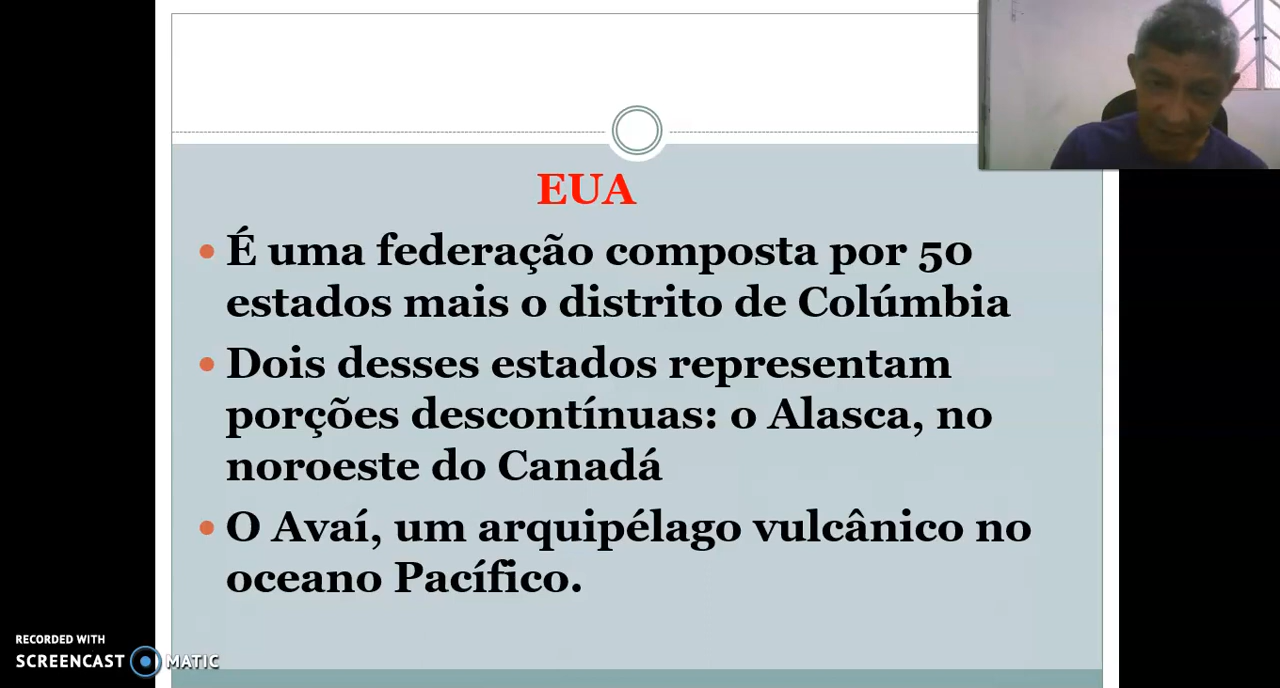 EUA
É uma federação composta por 50
estados mais o distrito de Colúmbia
Dois desses estados representam
porções descontínuas: o Alasca, no
noroeste do Canadá
O Avaí, um arquipélago vulcânico no
oceano Pacífico.
RECORDED WITH
SCREENCAST MATIC